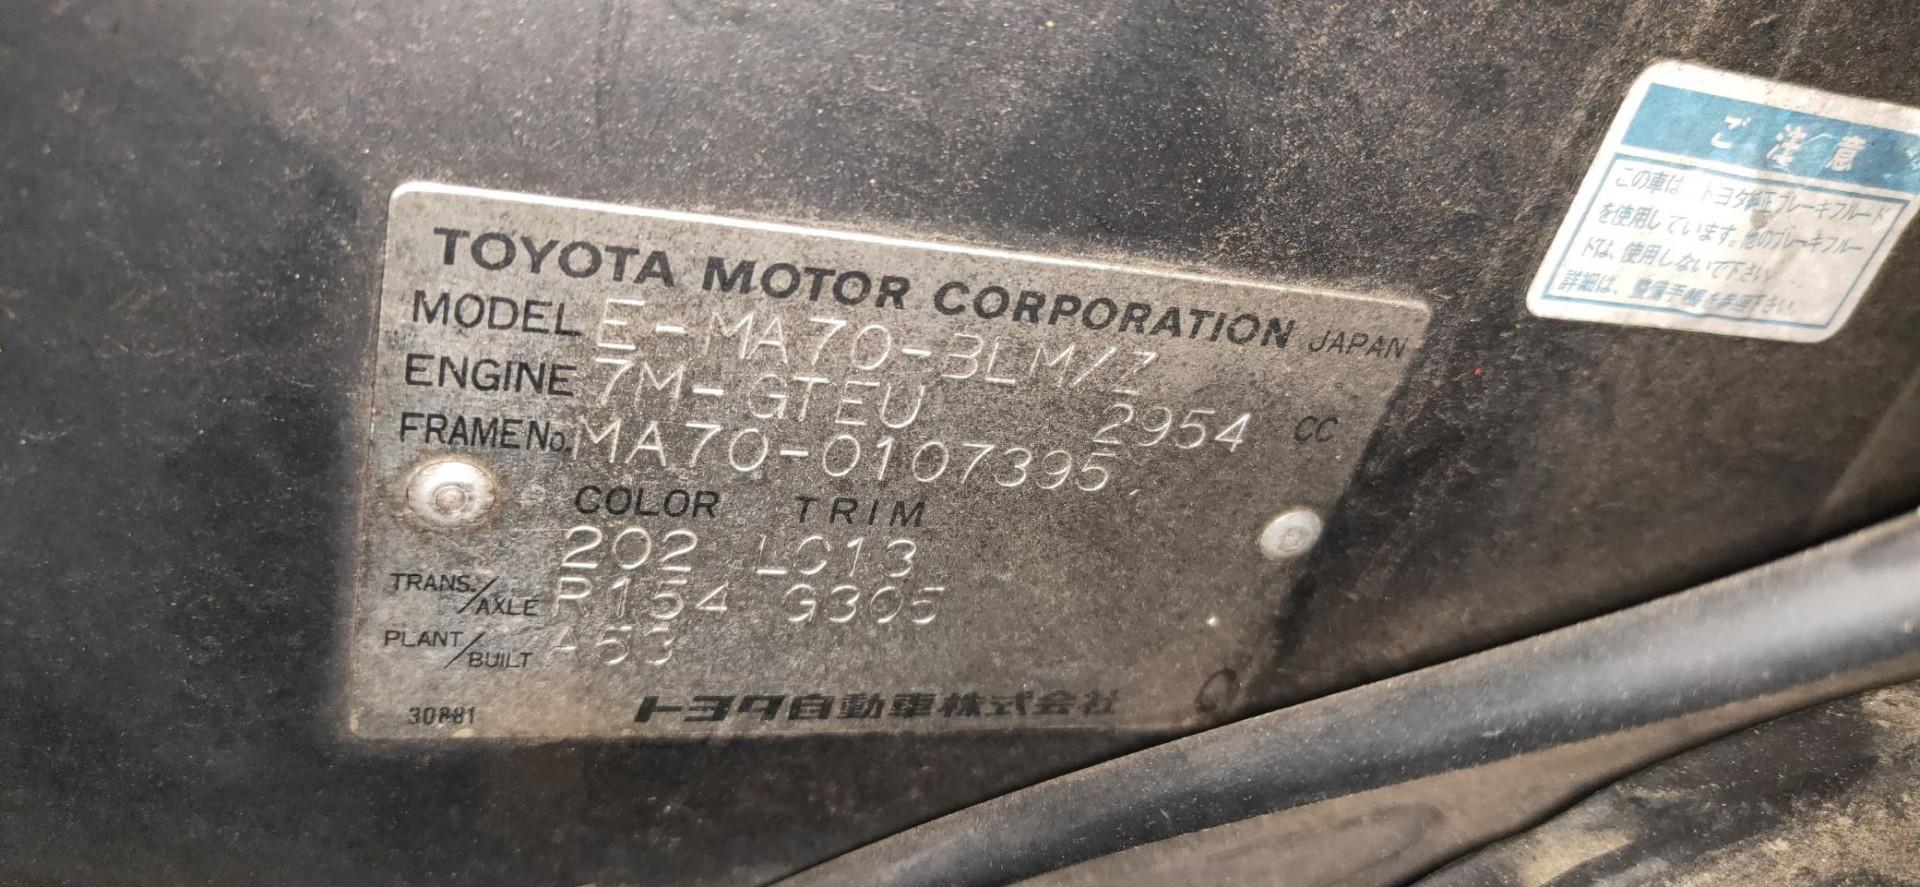 TOYOTA MOTOR CORPORATION JAPAN
MODEL E-MA70-BLM/Z
ENGINE 7M-GTEU 2954 CC
FRAME No. MA70-0107395
COLOR TRIM
202 LC13
TRANS./AXLE R154 G305
PLANT/BUILT A53
30881
トヨタ自動車株式会社
ご注意
この車は、トヨタ純正ブレーキフルード
を使用しています。他のブレーキフルー
ドは、使用しないで下さい。
詳細は、整備手帳を参照下さい。